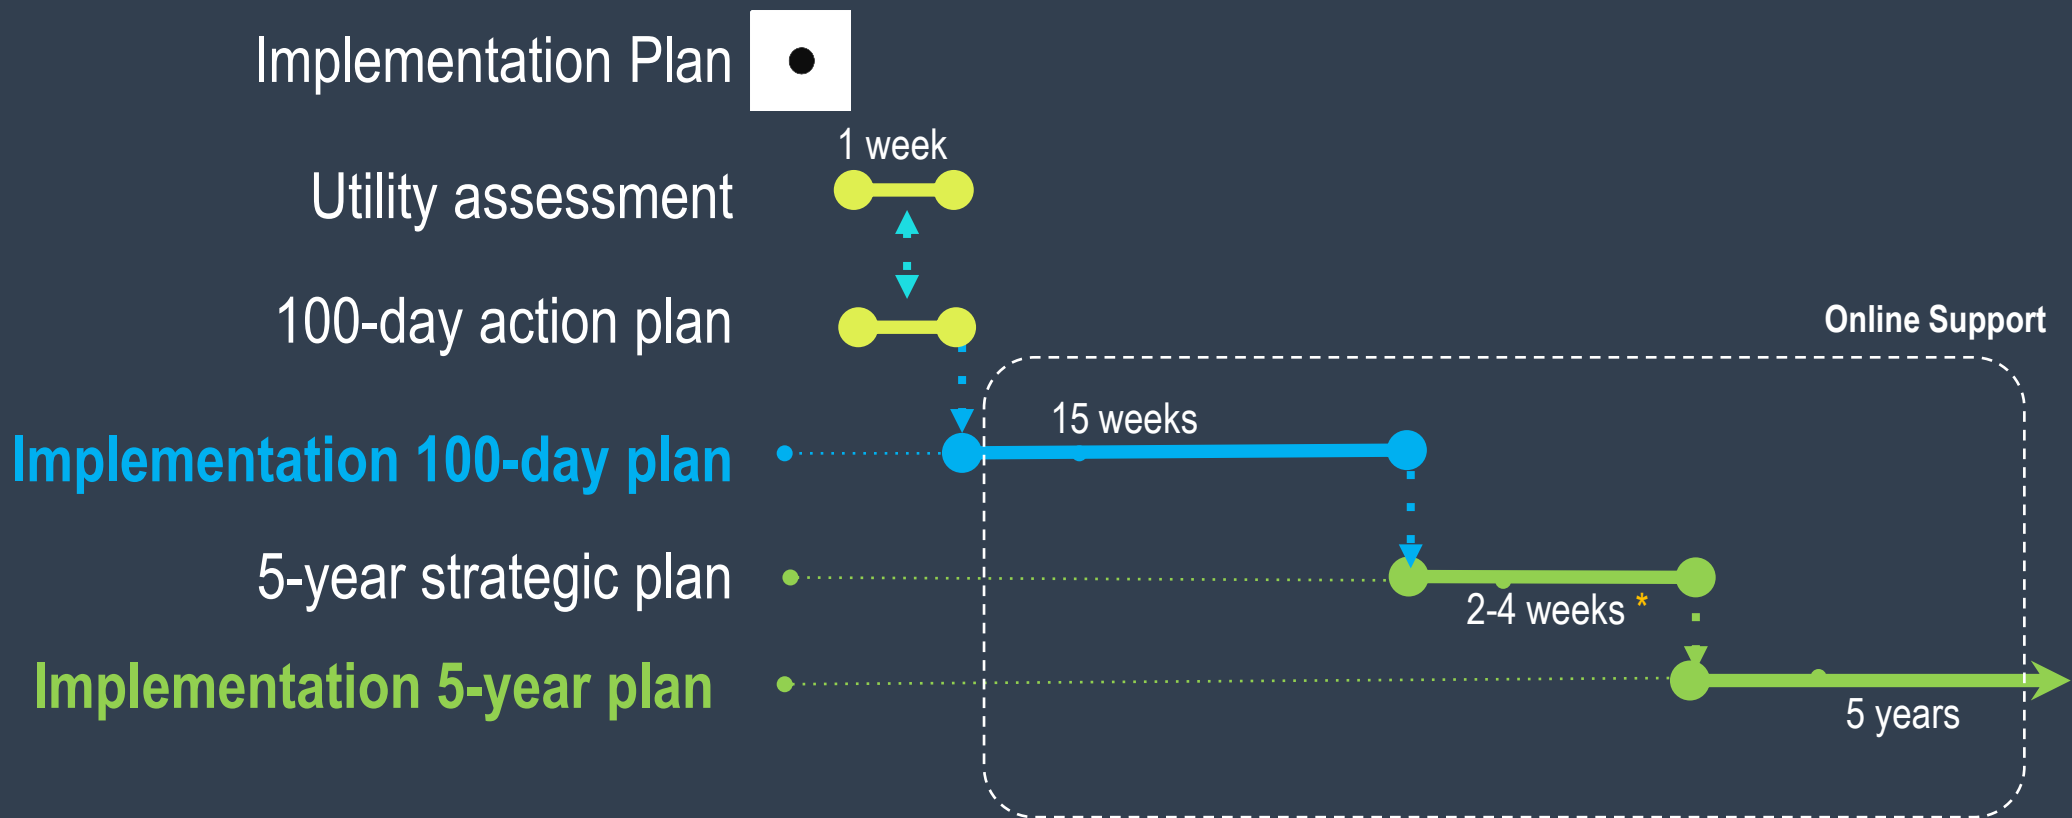 Implementation Plan
1 week
Utility assessment
100-day action plan
Online Support
15 weeks
Implementation 100-day plan
5-year strategic plan
2-4 weeks *
Implementation 5-year plan
5 years